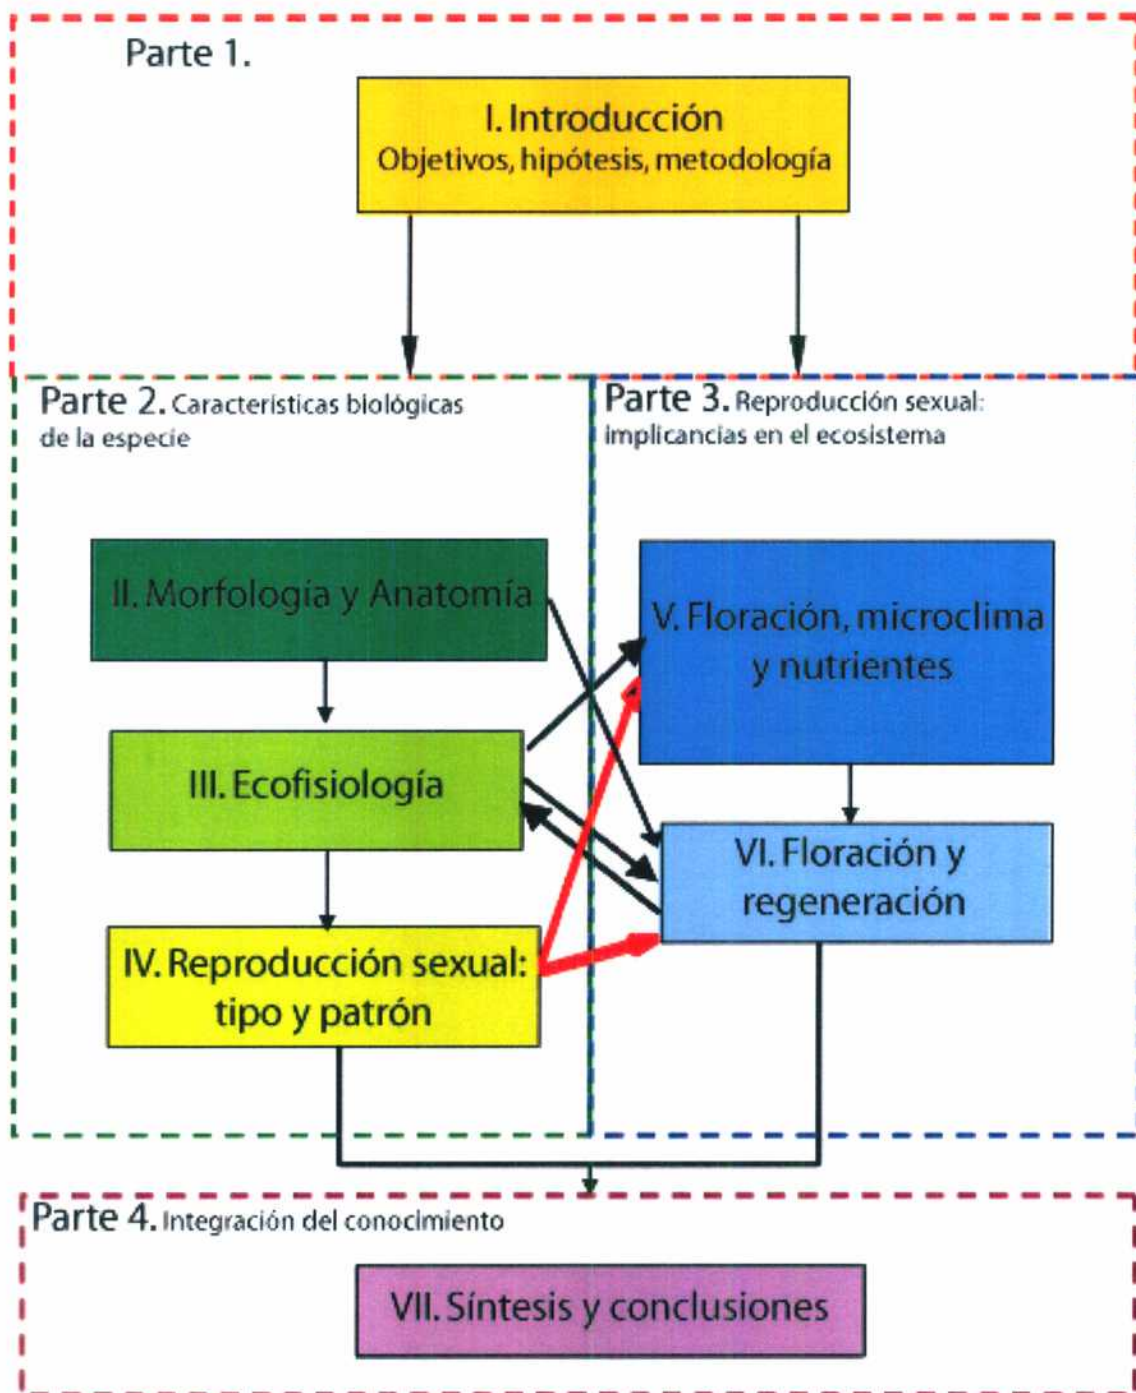 Parte 1.
I. Introducción
Objetivos, hipótesis, metodología
Parte 2. Características biológicas
de la especie
II. Morfología y Anatomía
III. Ecofisiología
IV. Reproducción sexual:
tipo y patrón
Parte 3. Reproducción sexual:
implicancias en el ecosistema
V. Floración, microclima
y nutrientes
VI. Floración y
regeneración
Parte 4. Integración del conocimiento
VII. Síntesis y conclusiones